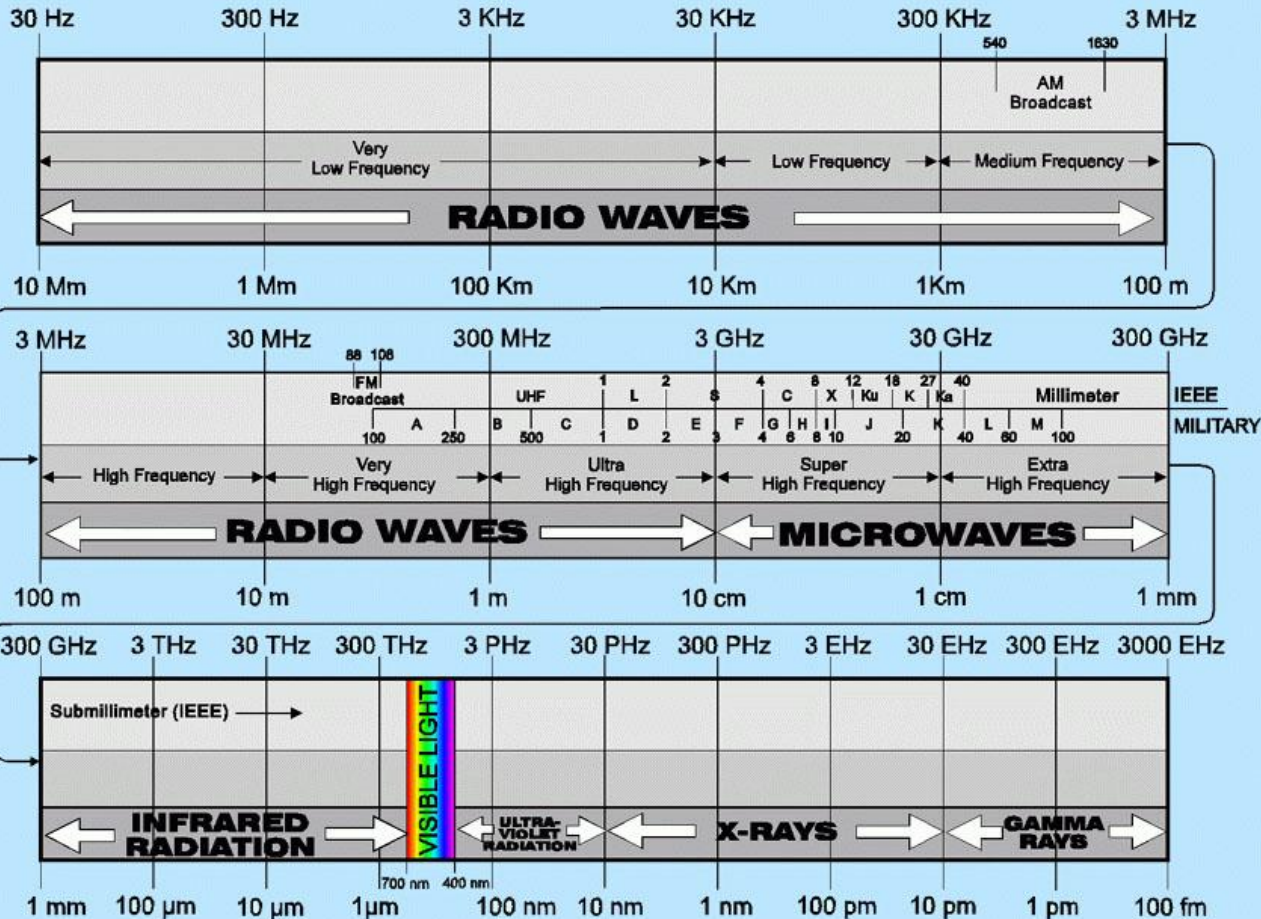 30 Hz 300 Hz 3 KHz 30 KHz 300 KHz 3 MHz
540 1630
AM
Broadcast
Very
Low Frequency
Low Frequency
Medium Frequency
RADIO WAVES
10 Mm 1 Mm 100 Km 10 Km 1Km 100 m
3 MHz 30 MHz 300 MHz 3 GHz 30 GHz 300 GHz
88 108
FM
Broadcast
1 2 4 8 12 18 27 40
UHF L S C X Ku K Ka Millimeter IEEE
A B C D E F G H I J K L M MILITARY
100 250 500 1 2 3 4 6 8 10 20 40 60 100
High Frequency
Very
High Frequency
Ultra
High Frequency
Super
High Frequency
Extra
High Frequency
RADIO WAVES MICROWAVES
100 m 10 m 1 m 10 cm 1 cm 1 mm
300 GHz 3 THz 30 THz 300 THz 3 PHz 30 PHz 300 PHz 3 EHz 30 EHz 300 EHz 3000 EHz
Submillimeter (IEEE)
VISIBLE LIGHT
INFRARED
RADIATION
ULTRA-
VIOLET
RADIATION
X-RAYS
GAMMA
RAYS
700 nm 400 nm
1 mm 100 µm 10 µm 1µm 100 nm 10 nm 1 nm 100 pm 10 pm 1 pm 100 fm